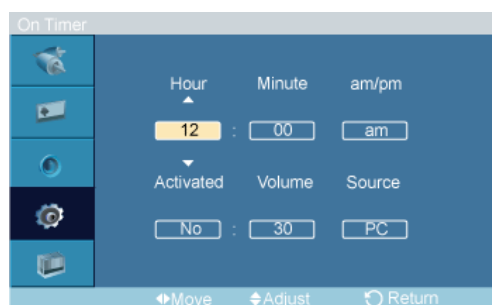 On Timer
Hour Minute am/pm
12 : 00 am
Activated Volume Source
No : 30 PC
Move Adjust Return